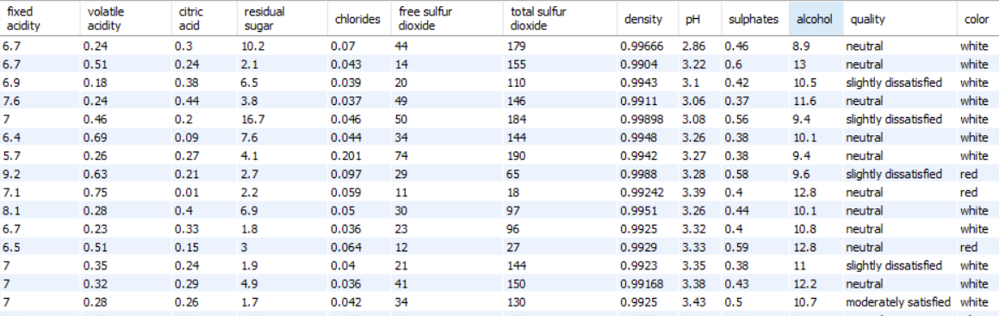 fixed acidity volatile acidity citric acid residual sugar chlorides free sulfur dioxide total sulfur dioxide density pH sulphates alcohol quality color
6.7 0.24 0.3 10.2 0.07 44 179 0.99666 2.86 0.46 8.9 neutral white
6.7 0.51 0.24 2.1 0.043 14 155 0.9904 3.22 0.6 13 neutral white
6.9 0.18 0.38 6.5 0.039 20 110 0.9943 3.1 0.42 10.5 slightly dissatisfied white
7.6 0.24 0.44 3.8 0.037 49 146 0.9911 3.06 0.37 11.6 neutral white
7 0.46 0.2 16.7 0.046 50 184 0.99898 3.08 0.56 9.4 slightly dissatisfied white
6.4 0.69 0.09 7.6 0.044 34 144 0.9948 3.26 0.38 10.1 neutral white
5.7 0.26 0.27 4.1 0.201 74 190 0.9942 3.27 0.38 9.4 neutral white
9.2 0.63 0.21 2.7 0.097 29 65 0.9988 3.28 0.58 9.6 slightly dissatisfied red
7.1 0.75 0.01 2.2 0.059 11 18 0.99242 3.39 0.4 12.8 neutral red
8.1 0.28 0.4 6.9 0.05 30 97 0.9951 3.26 0.44 10.1 neutral white
6.7 0.23 0.33 1.8 0.036 23 96 0.9925 3.32 0.4 10.8 neutral white
6.5 0.51 0.15 3 0.064 12 27 0.9929 3.33 0.59 12.8 neutral red
7 0.35 0.24 1.9 0.04 21 144 0.9923 3.35 0.38 11 slightly dissatisfied white
7 0.32 0.29 4.9 0.036 41 150 0.99168 3.38 0.43 12.2 neutral white
7 0.28 0.26 1.7 0.042 34 130 0.9925 3.43 0.5 10.7 moderately satisfied white